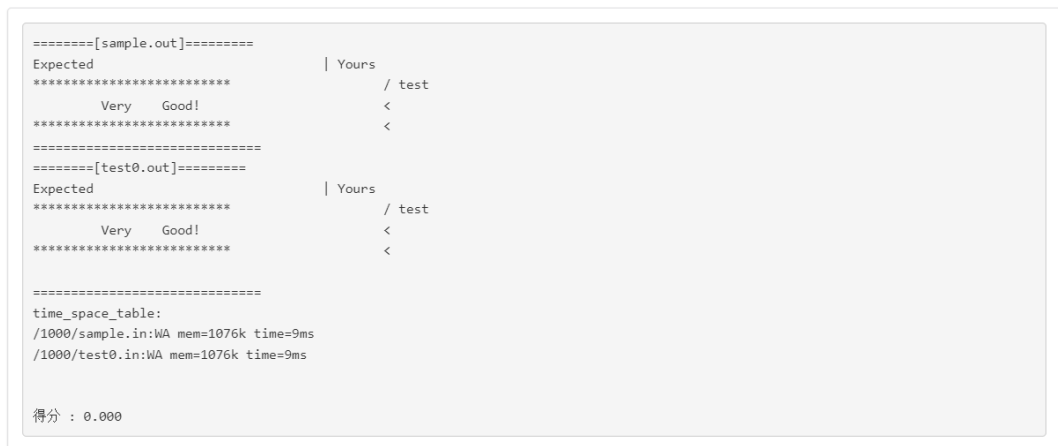 ========[sample.out]=========
Expected                              | Yours
**************************                    / test
         Very    Good!                        <
**************************                    <
==============================
========[test0.out]=========
Expected                              | Yours
**************************                    / test
         Very    Good!                        <
**************************                    <
==============================
time_space_table:
/1000/sample.in:WA mem=1076k time=9ms
/1000/test0.in:WA mem=1076k time=9ms
得分 : 0.000